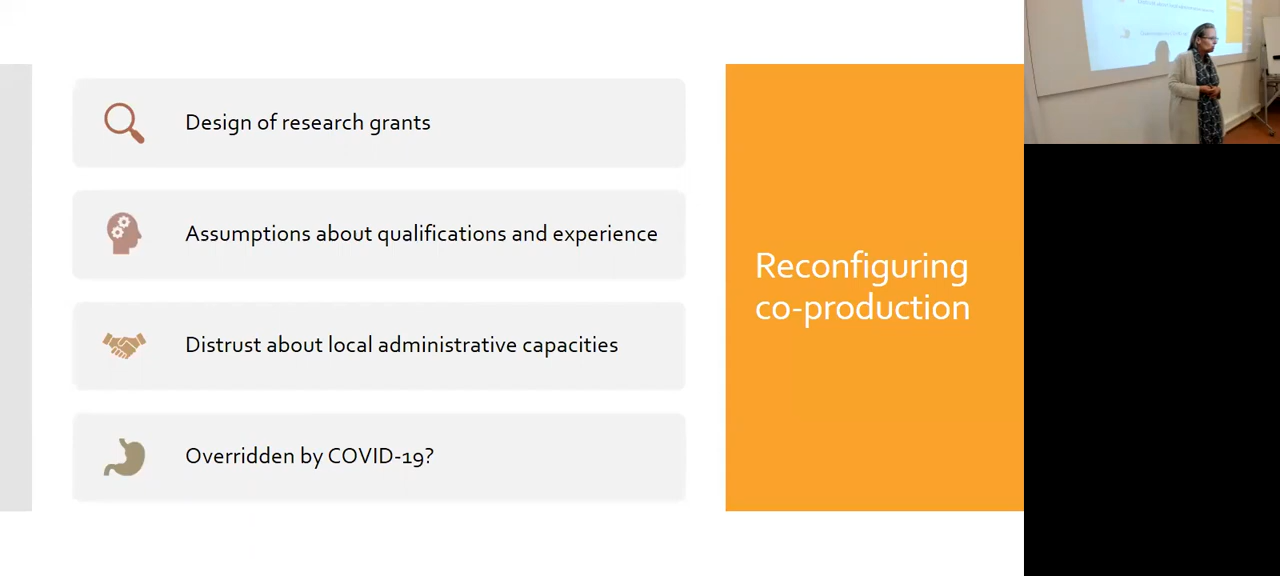 Design of research grants
Assumptions about qualifications and experience
Distrust about local administrative capacities
Overridden by COVID-19?
Reconfiguring
co-production